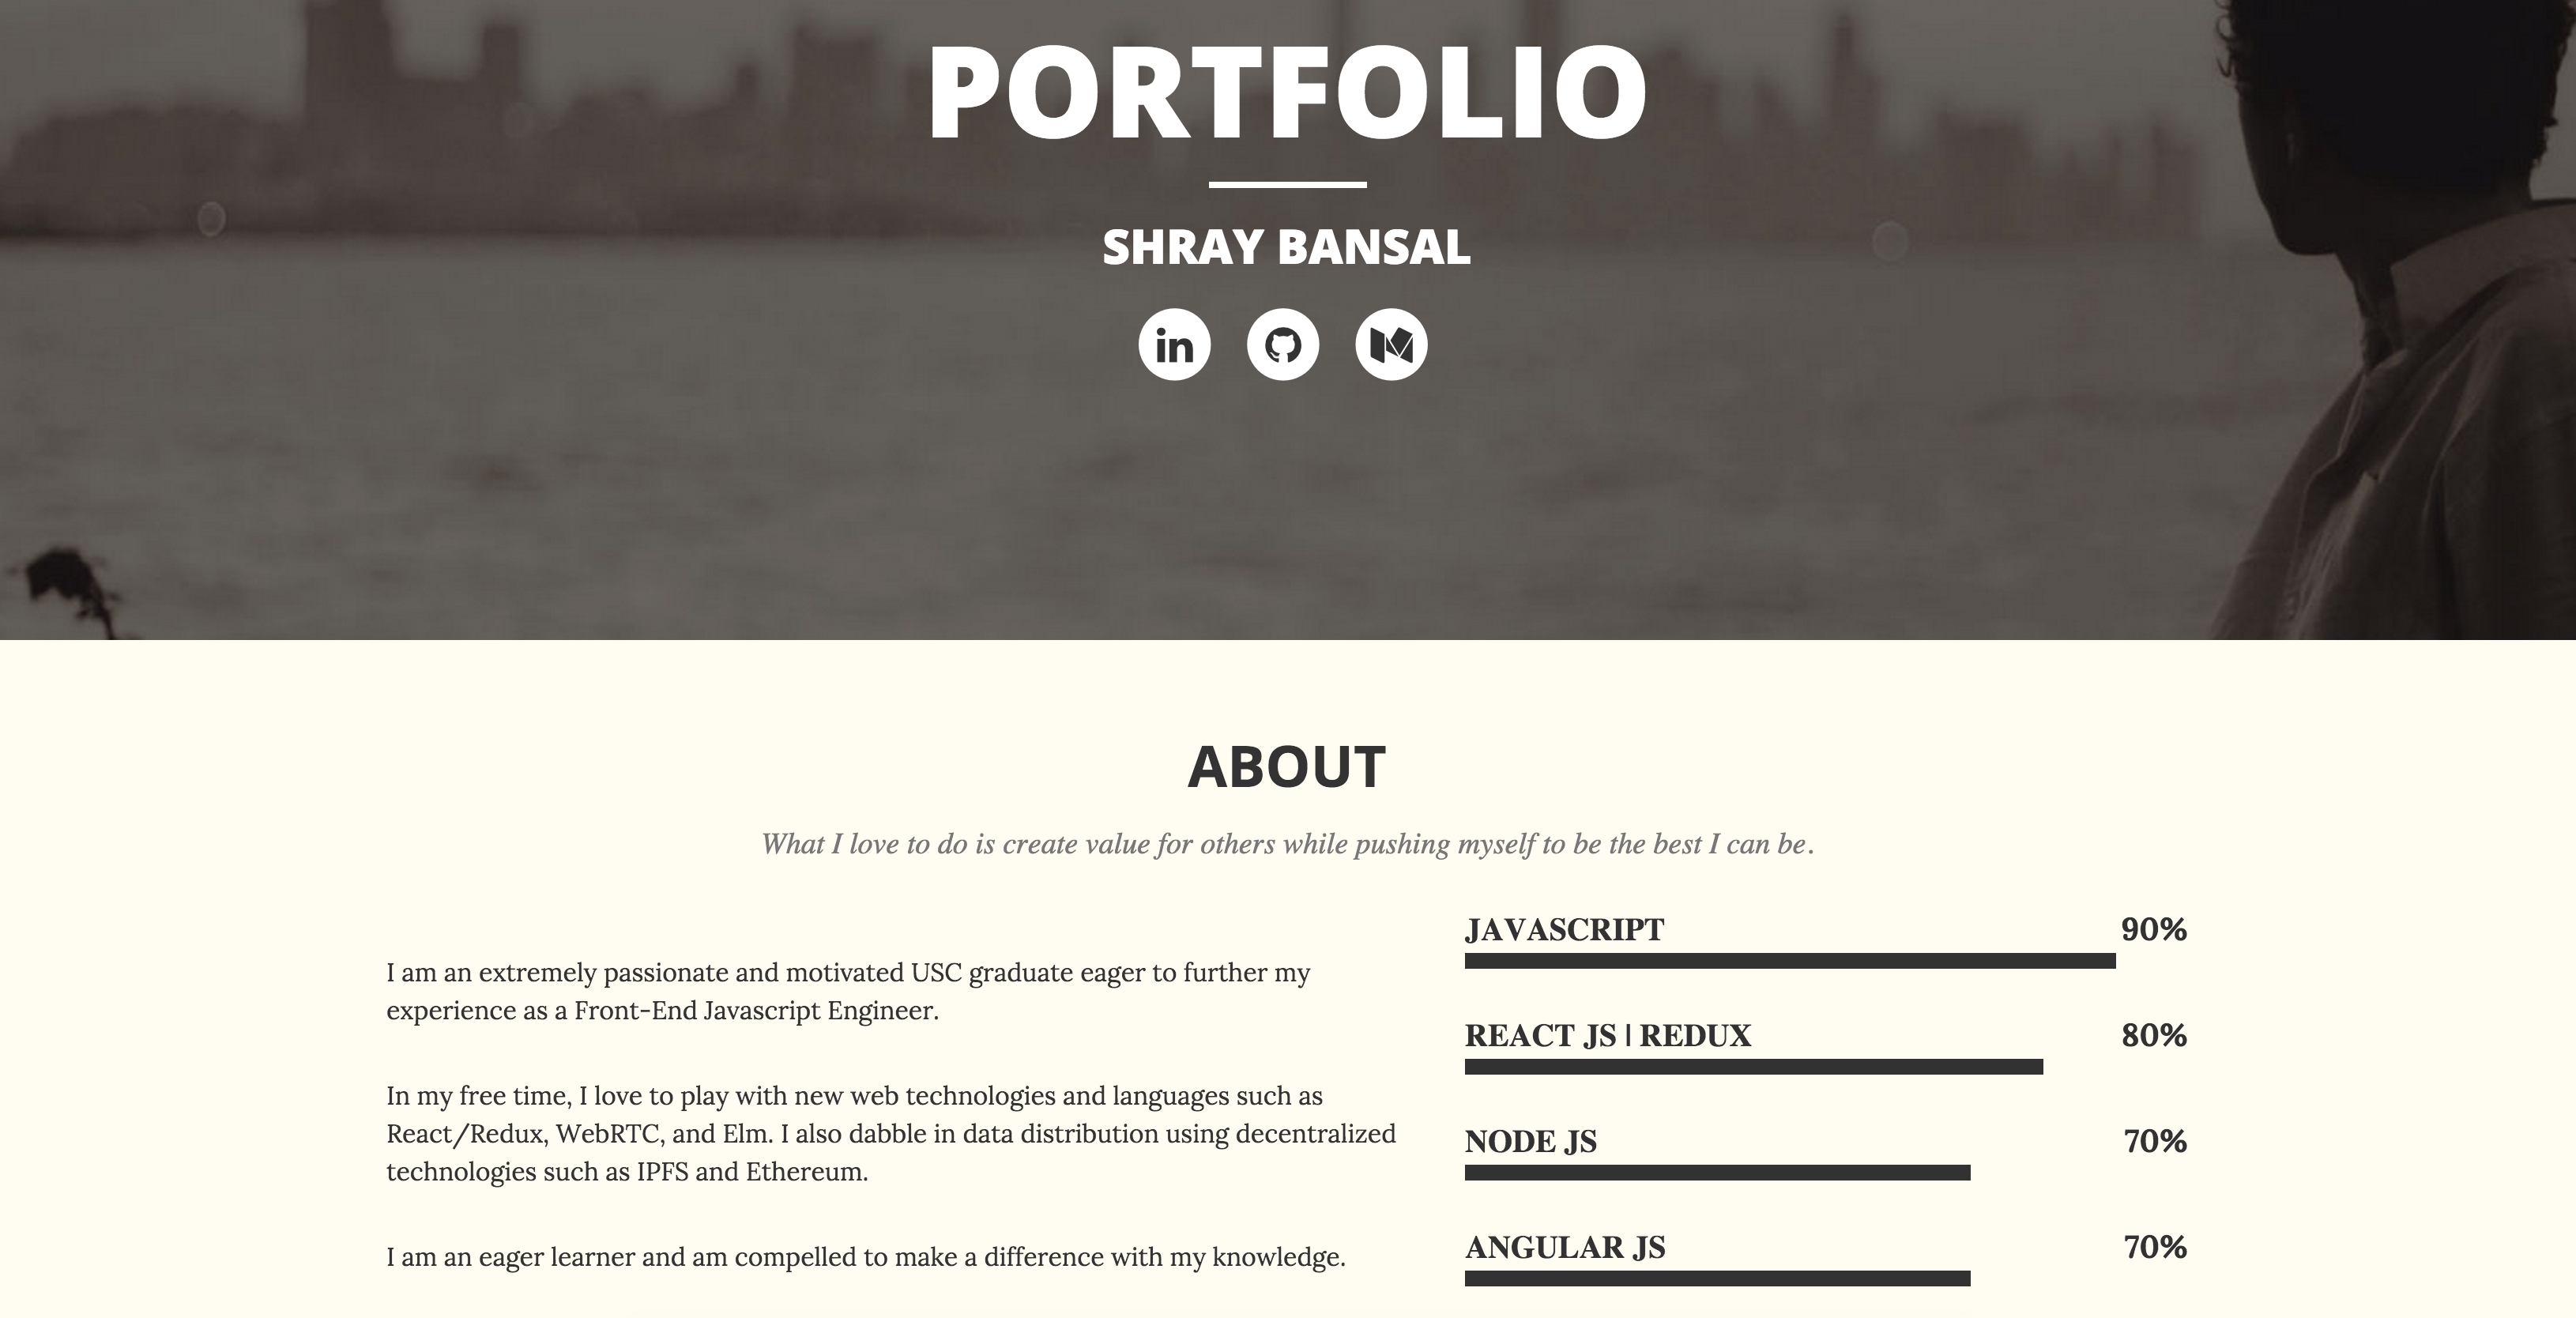 PORTFOLIO
SHRAY BANSAL
in
ABOUT
What I love to do is create value for others while pushing myself to be the best I can be.
I am an extremely passionate and motivated USC graduate eager to further my
experience as a Front-End Javascript Engineer.
In my free time, I love to play with new web technologies and languages such as
React/Redux, WebRTC, and Elm. I also dabble in data distribution using decentralized
technologies such as IPFS and Ethereum.
I am an eager learner and am compelled to make a difference with my knowledge.
JAVASCRIPT 90%
REACT JS | REDUX 80%
NODE JS 70%
ANGULAR JS 70%